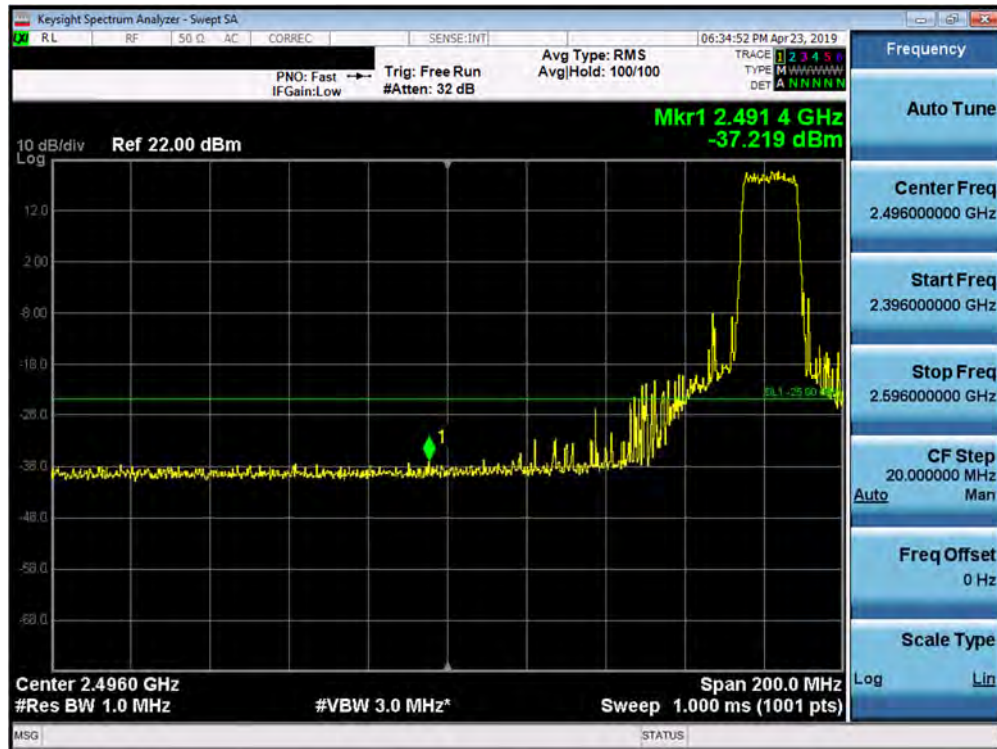 Keysight Spectrum Analyzer - Swept SA
RL RF 50 Ω AC CORREC SENSE:INT 06:34:52 PM Apr 23, 2019
PNO: Fast
IFGain:Low
Trig: Free Run
#Atten: 32 dB
Avg Type: RMS
Avg|Hold: 100/100
TRACE 1 2 3 4 5 6
TYPE M W W W W W
DET A N N N N N
Mkr1 2.491 4 GHz
-37.219 dBm
10 dB/div
Log
Ref 22.00 dBm
12.0
2.00
-8.00
-18.0
-28.0
-38.0
-48.0
-58.0
-68.0
1
Center 2.4960 GHz
Span 200.0 MHz
#Res BW 1.0 MHz
#VBW 3.0 MHz*
Sweep 1.000 ms (1001 pts)
MSG STATUS
Frequency
Auto Tune
Center Freq
2.496000000 GHz
Start Freq
2.396000000 GHz
Stop Freq
2.596000000 GHz
CF Step
20.000000 MHz
Auto Man
Freq Offset
0 Hz
Scale Type
Log Lin